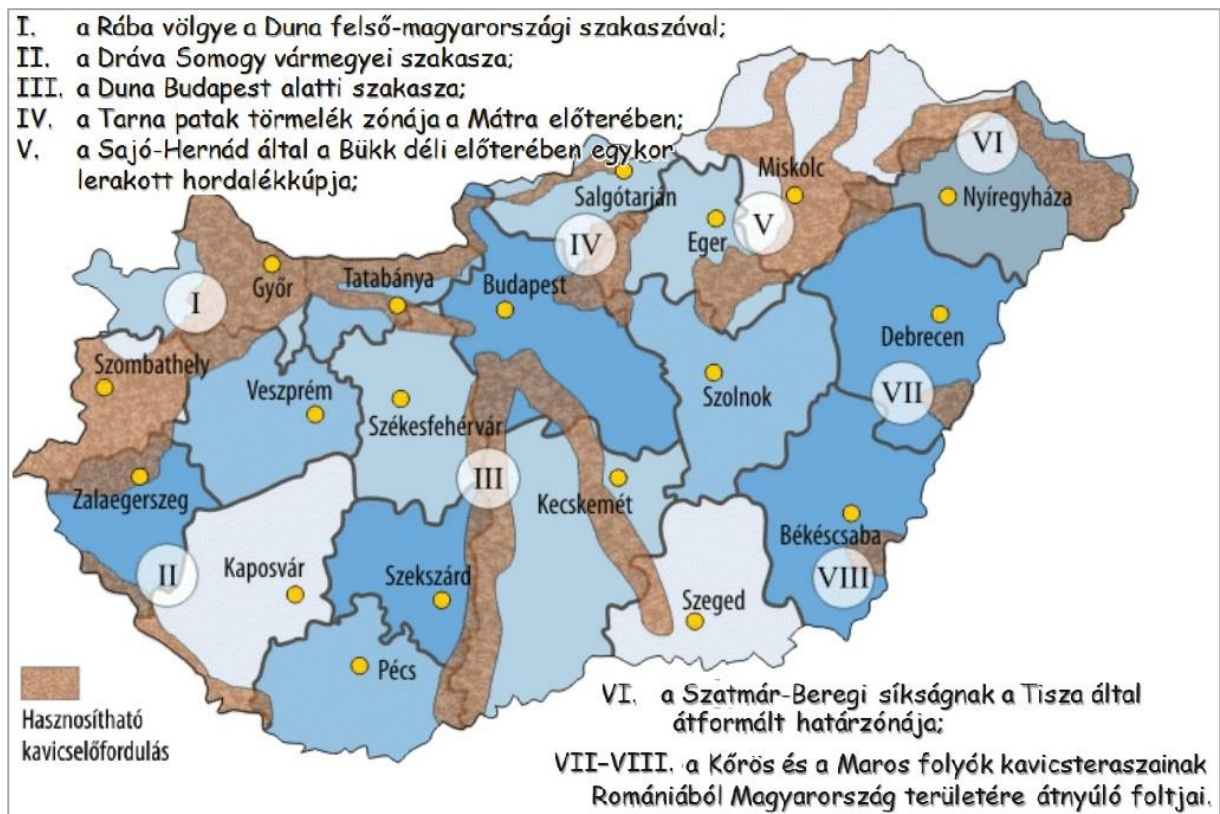 I. a Rába völgye a Duna felső-magyarországi szakaszával;
II. a Dráva Somogy vármegyei szakasza;
III. a Duna Budapest alatti szakasza;
IV. a Tarna patak törmelék zónája a Mátra előterében;
V. a Sajó-Hernád által a Bükk déli előterében egykor
lerakott hordalékkúpja;
Salgótarján
Miskolc
VI
Nyíregyháza
IV
Eger
V
I
Győr
Tatabánya
Budapest
Debrecen
Szombathely
Veszprém
Székesfehérvár
Szolnok
VII
Zalaegerszeg
III
Kecskemét
Békéscsaba
II
Kaposvár
Szekszárd
Szeged
VIII
Pécs
Hasznosítható
kavicselőfordulás
VI. a Szatmár-Beregi síkságnak a Tisza által
átformált határzónája;
VII-VIII. a Kőrös és a Maros folyók kavicsteraszainak
Romániából Magyarország területére átnyúló foltjai.